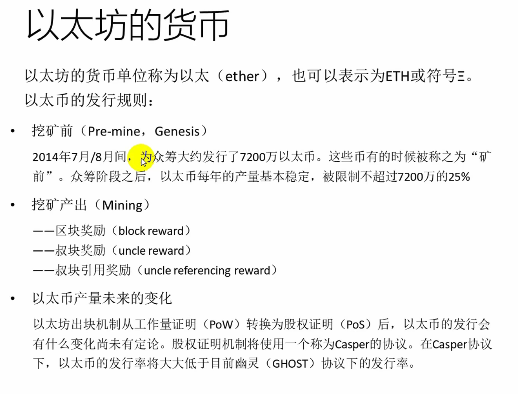 以太坊的货币
以太坊的货币单位称为以太（ether），也可以表示为ETH或符号Ξ。
以太币的发行规则：
• 挖矿前（Pre-mine，Genesis）
2014年7月/8月间，为众筹大约发行了7200万以太币。这些币有的时候被称之为“矿
前”。众筹阶段之后，以太币每年的产量基本稳定，被限制不超过7200万的25%
• 挖矿产出（Mining）
——区块奖励（block reward）
——叔块奖励（uncle reward）
——叔块引用奖励（uncle referencing reward）
• 以太币产量未来的变化
以太坊出块机制从工作量证明（PoW）转换为股权证明（PoS）后，以太币的发行会
有什么变化尚未有定论。股权证明机制将使用一个称为Casper的协议。在Casper协议
下，以太币的发行率将大大低于目前幽灵（GHOST）协议下的发行率。